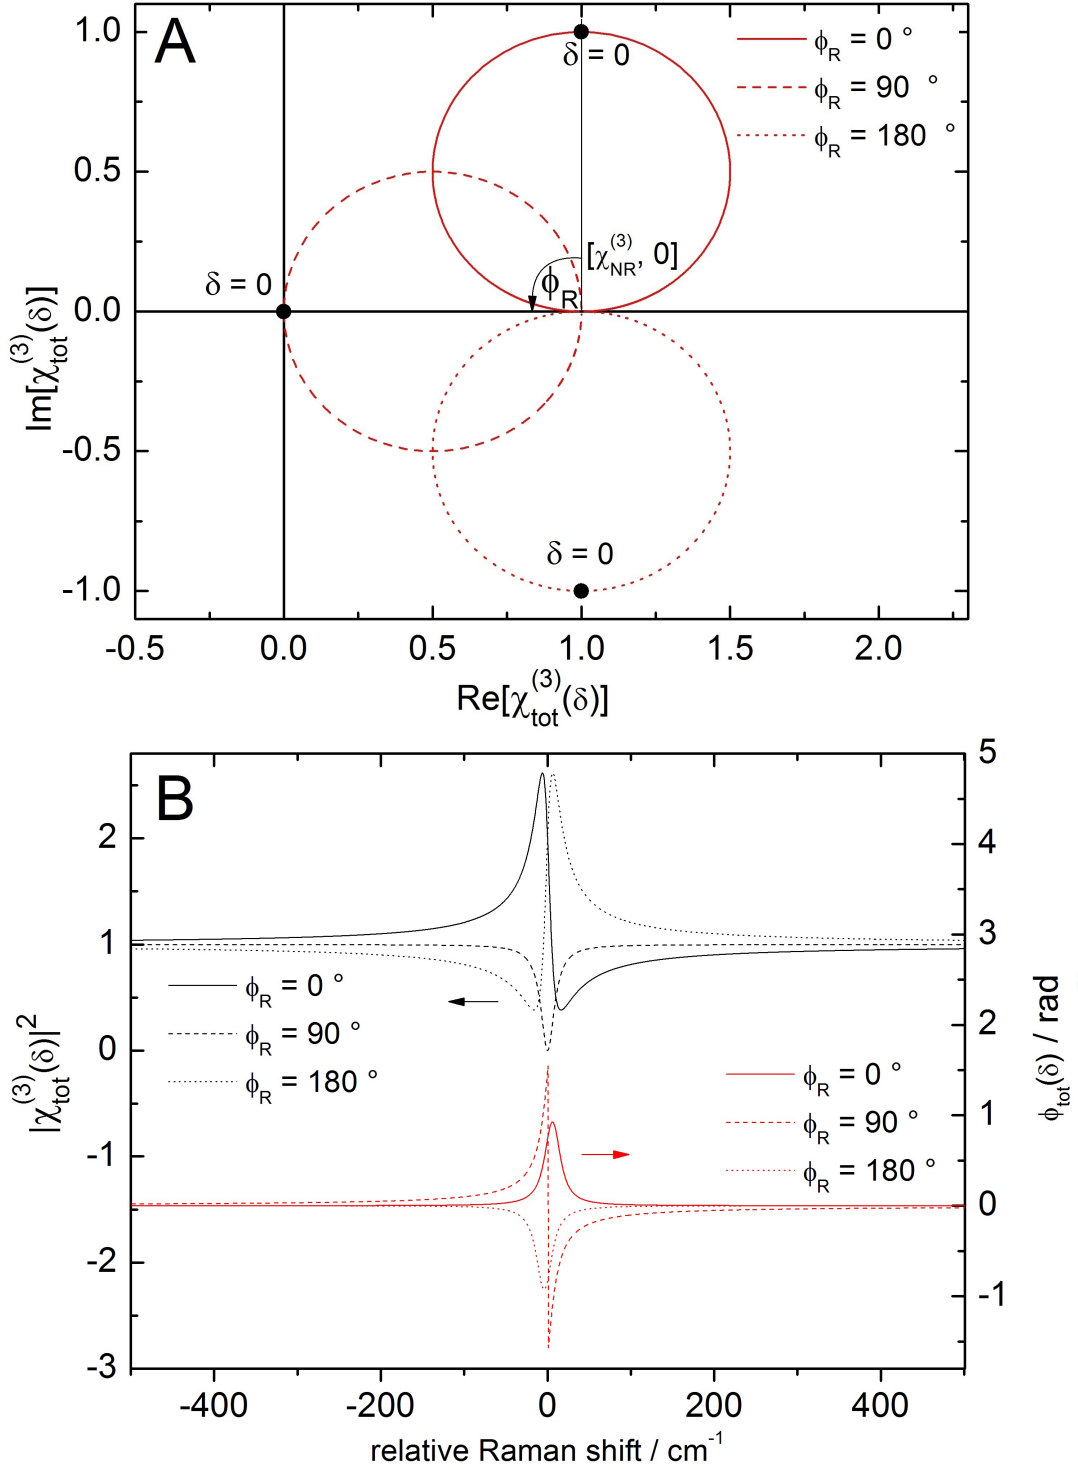 A
1.0
0.5
0.0
-0.5
-1.0
δ = 0
ϕR = 0 °
ϕR = 90 °
ϕR = 180 °
[χNR(3), 0]
ϕR
δ = 0
δ = 0
-0.5 0.0 0.5 1.0 1.5 2.0
Im[χtot(3)(δ)]
Re[χtot(3)(δ)]
B
2
1
0
-1
-2
-3
5
4
3
2
1
0
-1
ϕR = 0 °
ϕR = 90 °
ϕR = 180 °
ϕR = 0 °
ϕR = 90 °
ϕR = 180 °
|χtot(3)(δ)|2
ϕtot(δ) / rad
-400 -200 0 200 400
relative Raman shift / cm-1